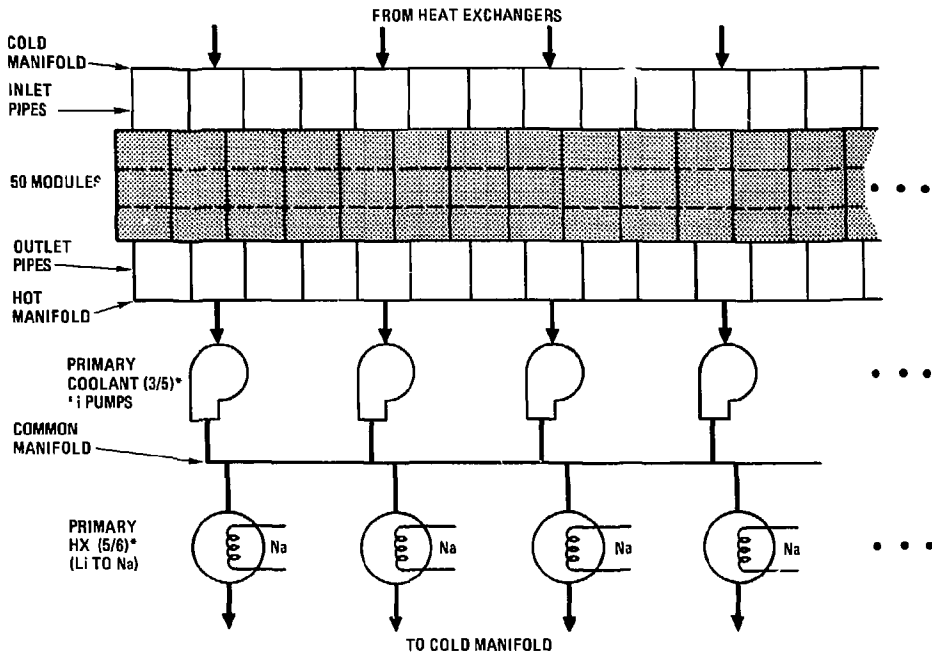 FROM HEAT EXCHANGERS
COLD
MANIFOLD
INLET
PIPES
50 MODULES
OUTLET
PIPES
HOT
MANIFOLD
PRIMARY
COOLANT (3/5)*
PUMPS
COMMON
MANIFOLD
PRIMARY
HX (5/6)*
(Li TO Na)
Na
Na
Na
Na
TO COLD MANIFOLD